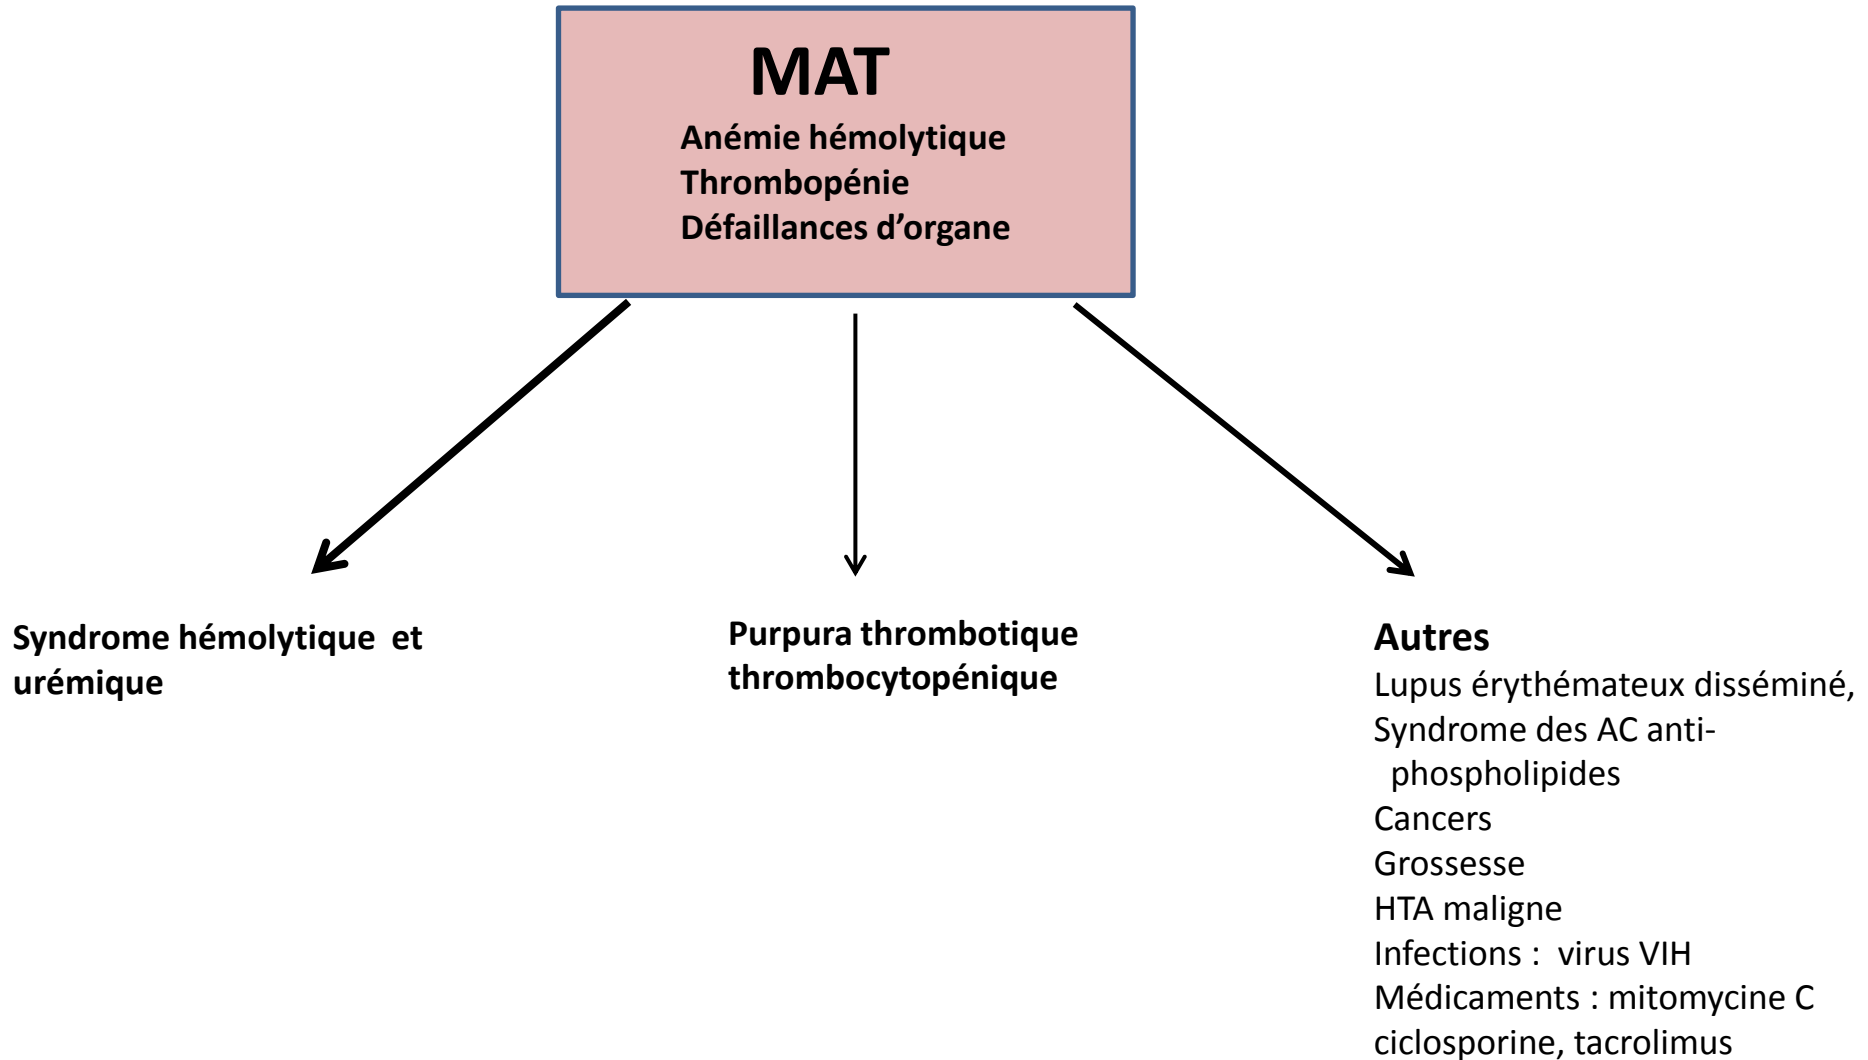 MAT
Anémie hémolytique
Thrombopénie
Défaillances d’organe
Syndrome hémolytique et
urémique
Purpura thrombotique
thrombocytopénique
Autres
Lupus érythémateux disséminé,
Syndrome des AC anti-
phospholipides
Cancers
Grossesse
HTA maligne
Infections : virus VIH
Médicaments : mitomycine C
ciclosporine, tacrolimus